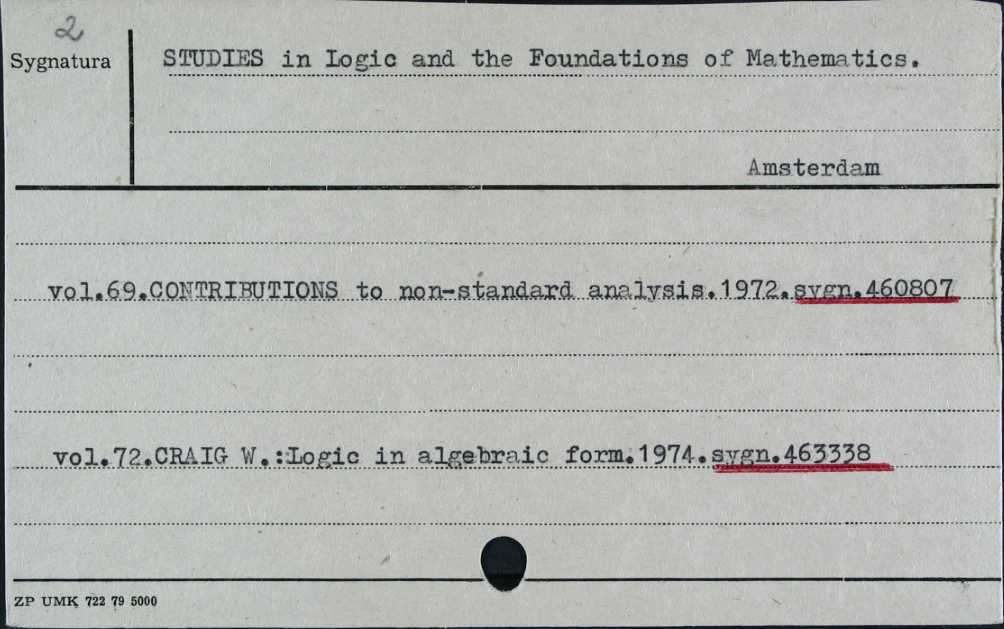 2
Sygnatura
STUDIES in Logic and the Foundations of Mathematics.
Amsterdam
vol.69.CONTRIBUTIONS to non-standard analysis.1972.sygn.460807
vol.72.CRAIG W.:Logic in algebraic form.1974.sygn.463338
ZP UMK 722 79 5000